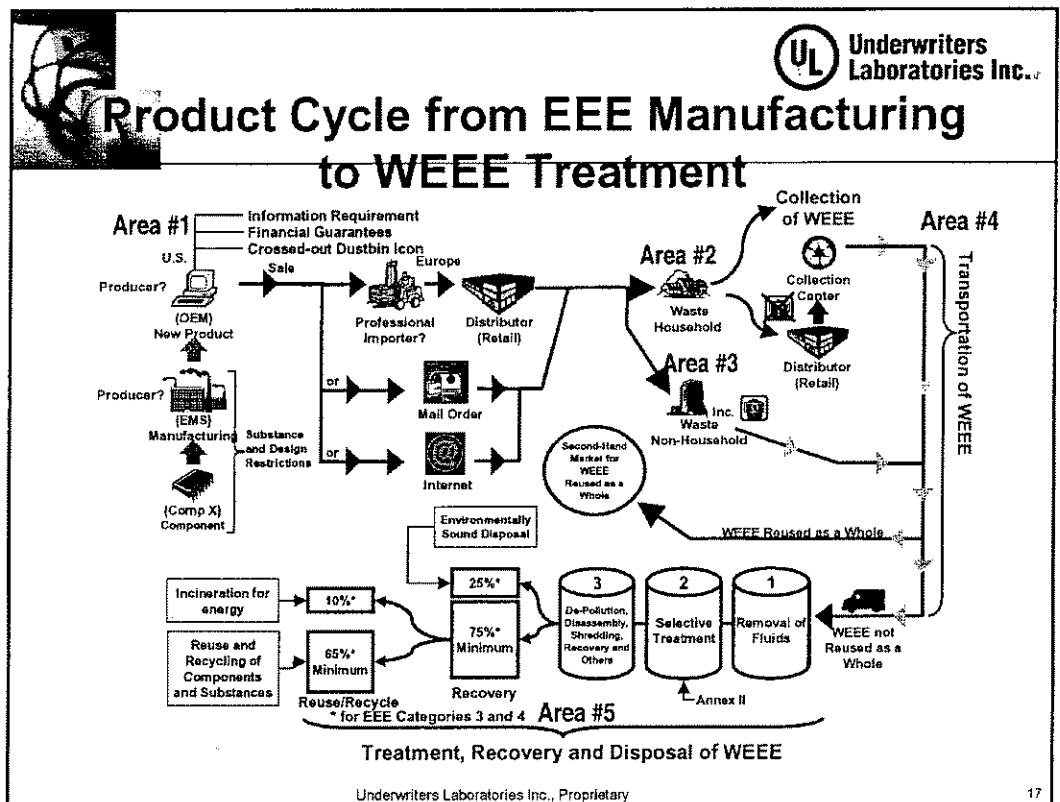 UL
Underwriters
Laboratories Inc.
Product Cycle from EEE Manufacturing
to WEEE Treatment
Area #1
Information Requirement
Financial Guarantees
Crossed-out Dustbin Icon
U.S.
Producer?
(OEM)
New Product
Sale
Professional
Importer?
Europe
Distributor
(Retail)
Area #2
Waste
Household
Collection
of WEEE
Collection
Center
Distributor
(Retail)
Area #4
Transportation of WEEE
Producer?
(EMS)
Manufacturing
Substance
and Design
Restrictions
(Comp X)
Component
or
Mail Order
or
@
Internet
Area #3
Inc.
Waste
Non-Household
Second-Hand
Market for
WEEE
Reused as a
Whole
WEEE Reused as a Whole
WEEE not
Reused as a
Whole
1
Removal of
Fluids
2
Selective
Treatment
Annex II
3
De-Pollution,
Disassembly,
Shredding,
Recovery and
Others
Environmentally
Sound Disposal
25%*
75%*
Minimum
Recovery
Incineration for
energy
10%*
Reuse and
Recycling of
Components
and Substances
65%*
Minimum
Reuse/Recycle
* for EEE Categories 3 and 4
Area #5
Treatment, Recovery and Disposal of WEEE
Underwriters Laboratories Inc., Proprietary
17